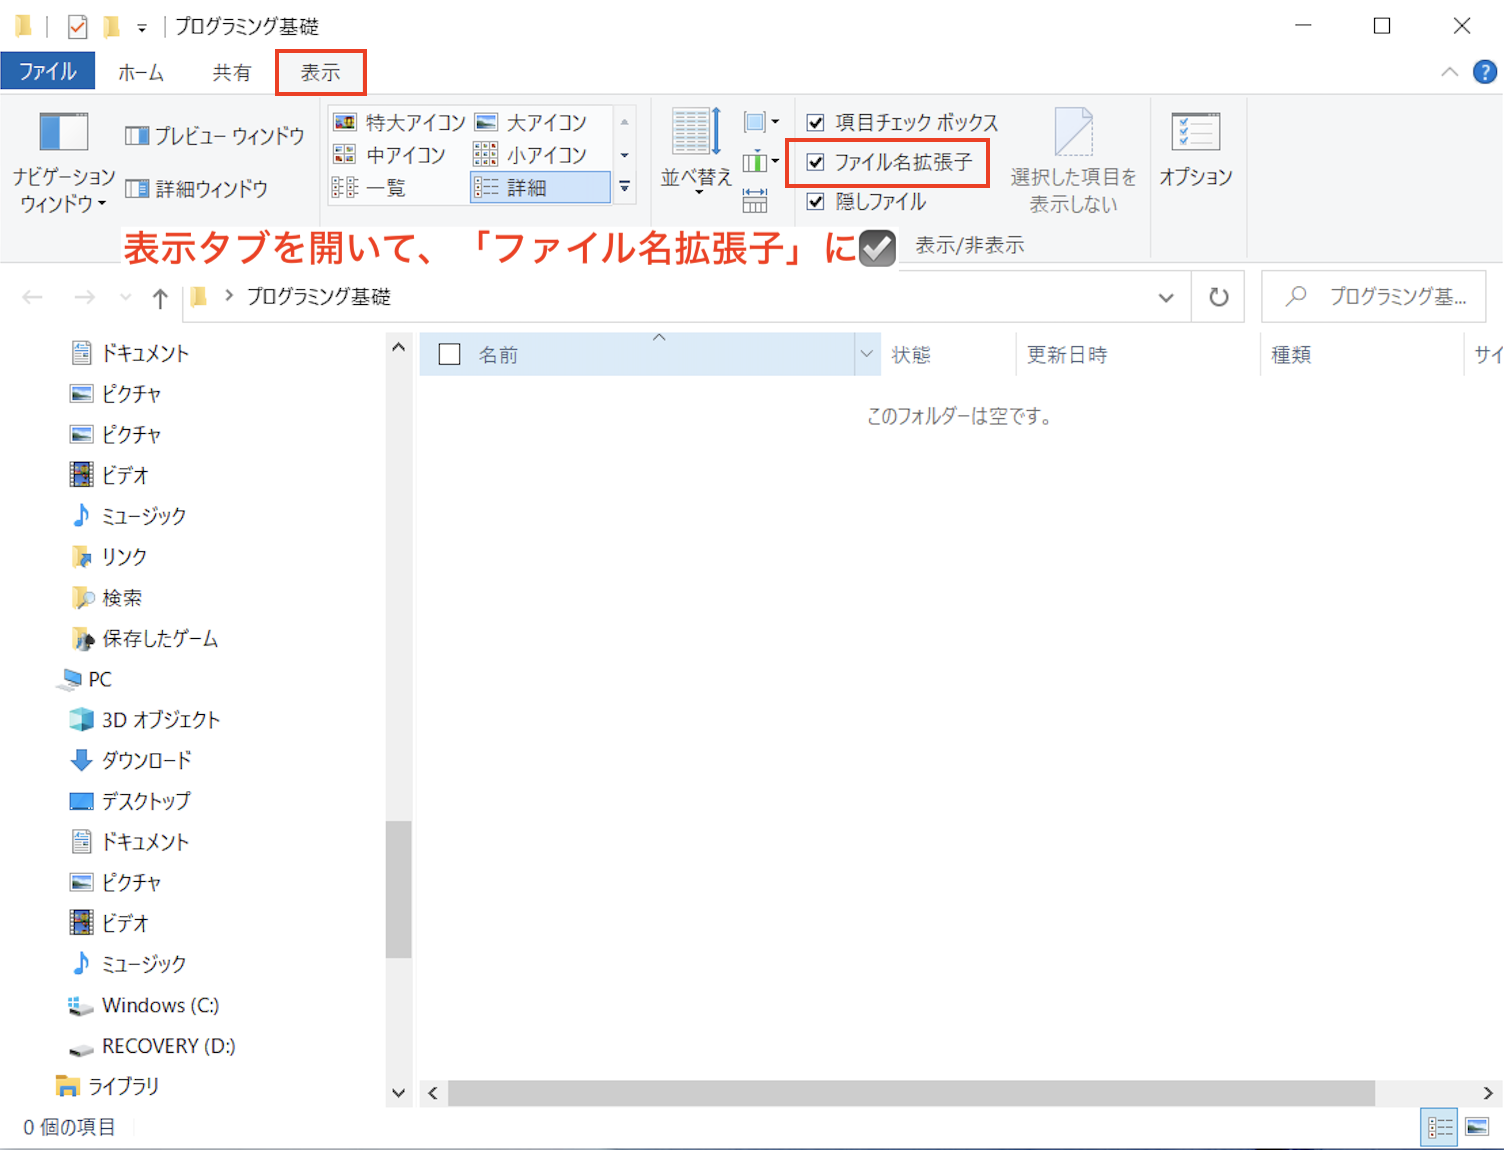 プログラミング基礎
ファイル ホーム 共有 表示
ナビゲーション ウィンドウ
プレビュー ウィンドウ
詳細ウィンドウ
特大アイコン 大アイコン
中アイコン 小アイコン
一覧 詳細
並べ替え
項目チェック ボックス
ファイル名拡張子
隠しファイル
選択した項目を
表示しない
オプション
表示/非表示
表示タブを開いて、「ファイル名拡張子」に
プログラミング基礎
プログラミング基...
名前 状態 更新日時 種類 サイ
このフォルダーは空です。
ドキュメント
ピクチャ
ピクチャ
ビデオ
ミュージック
リンク
検索
保存したゲーム
PC
3D オブジェクト
ダウンロード
デスクトップ
ドキュメント
ピクチャ
ビデオ
ミュージック
Windows (C:)
RECOVERY (D:)
ライブラリ
0 個の項目